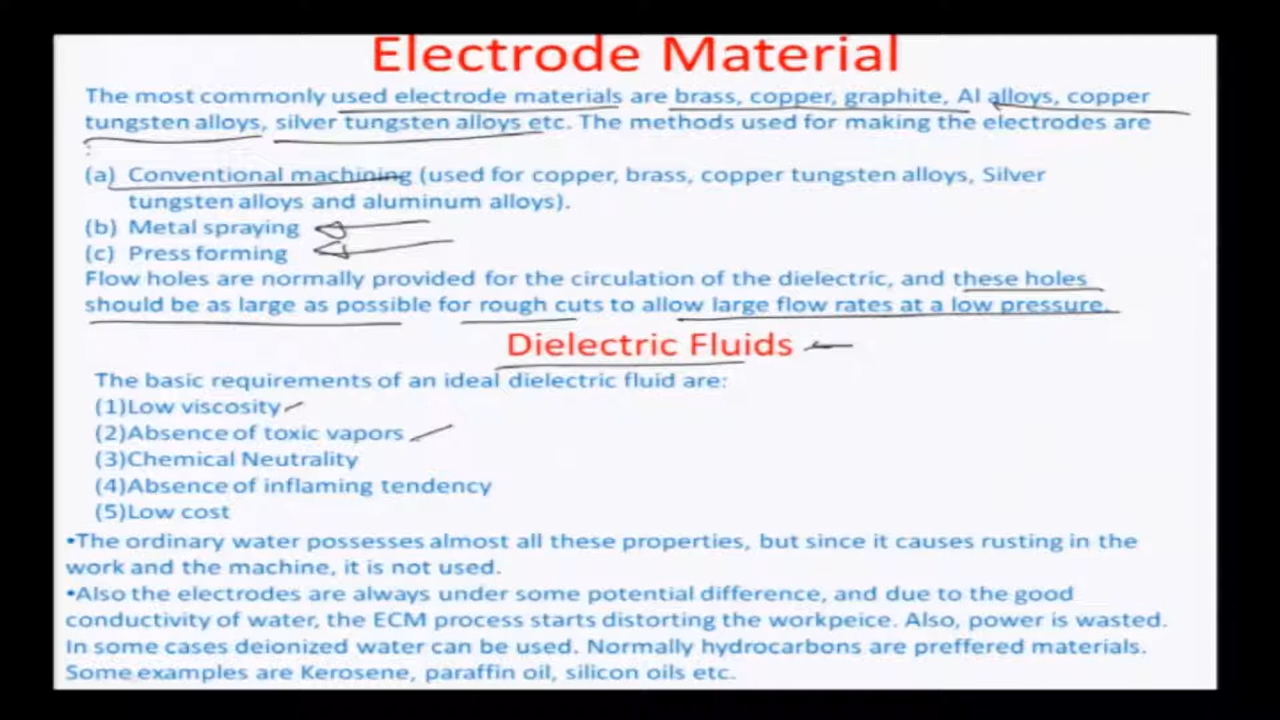 Electrode Material
The most commonly used electrode materials are brass, copper, graphite, Al alloys, copper
tungsten alloys, silver tungsten alloys etc. The methods used for making the electrodes are
:
(a) Conventional machining (used for copper, brass, copper tungsten alloys, Silver
tungsten alloys and aluminum alloys).
(b) Metal spraying
(c) Press forming
Flow holes are normally provided for the circulation of the dielectric, and these holes
should be as large as possible for rough cuts to allow large flow rates at a low pressure.
Dielectric Fluids
The basic requirements of an ideal dielectric fluid are:
(1)Low viscosity
(2)Absence of toxic vapors
(3)Chemical Neutrality
(4)Absence of inflaming tendency
(5)Low cost
•The ordinary water possesses almost all these properties, but since it causes rusting in the
work and the machine, it is not used.
•Also the electrodes are always under some potential difference, and due to the good
conductivity of water, the ECM process starts distorting the workpeice. Also, power is wasted.
In some cases deionized water can be used. Normally hydrocarbons are preffered materials.
Some examples are Kerosene, paraffin oil, silicon oils etc.